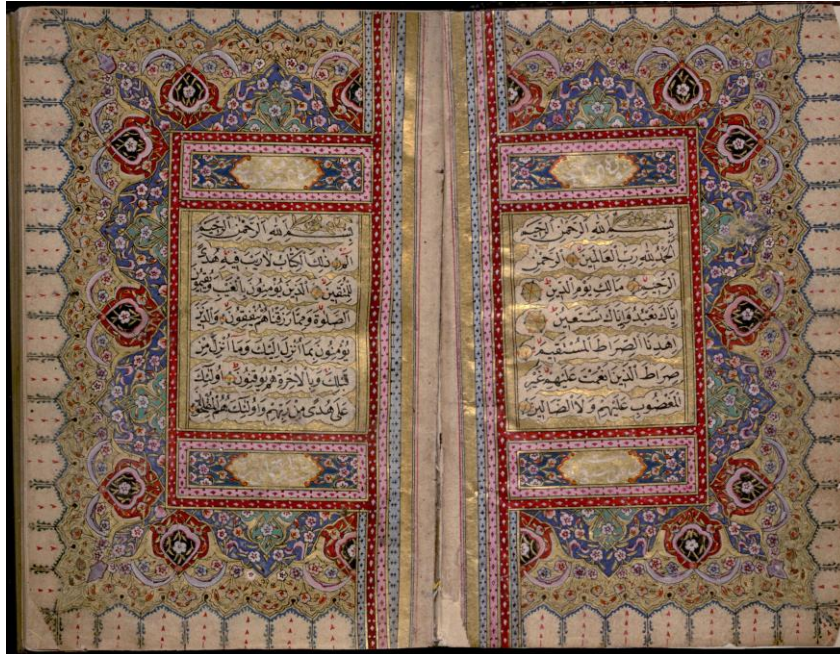 بسم الله الرحمن الرحيم
الحمد لله رب العالمين الرحمن
الرحيم مالك يوم الدين
اياك نعبد واياك نستعين
اهدنا الصراط المستقيم
صراط الذين انعمت عليهم غير
المغضوب عليهم ولا الضالين
بسم الله الرحمن الرحيم
الم ذلك الكتاب لا ريب فيه هدى
للمتقين الذين يؤمنون بالغيب ويقيمون
الصلوة ومما رزقناهم ينفقون والذين
يؤمنون بما انزل اليك وما انزل من
قبلك وبالاخرة هم يوقنون اولئك
على هدى من ربهم واولئك هم المفلحون